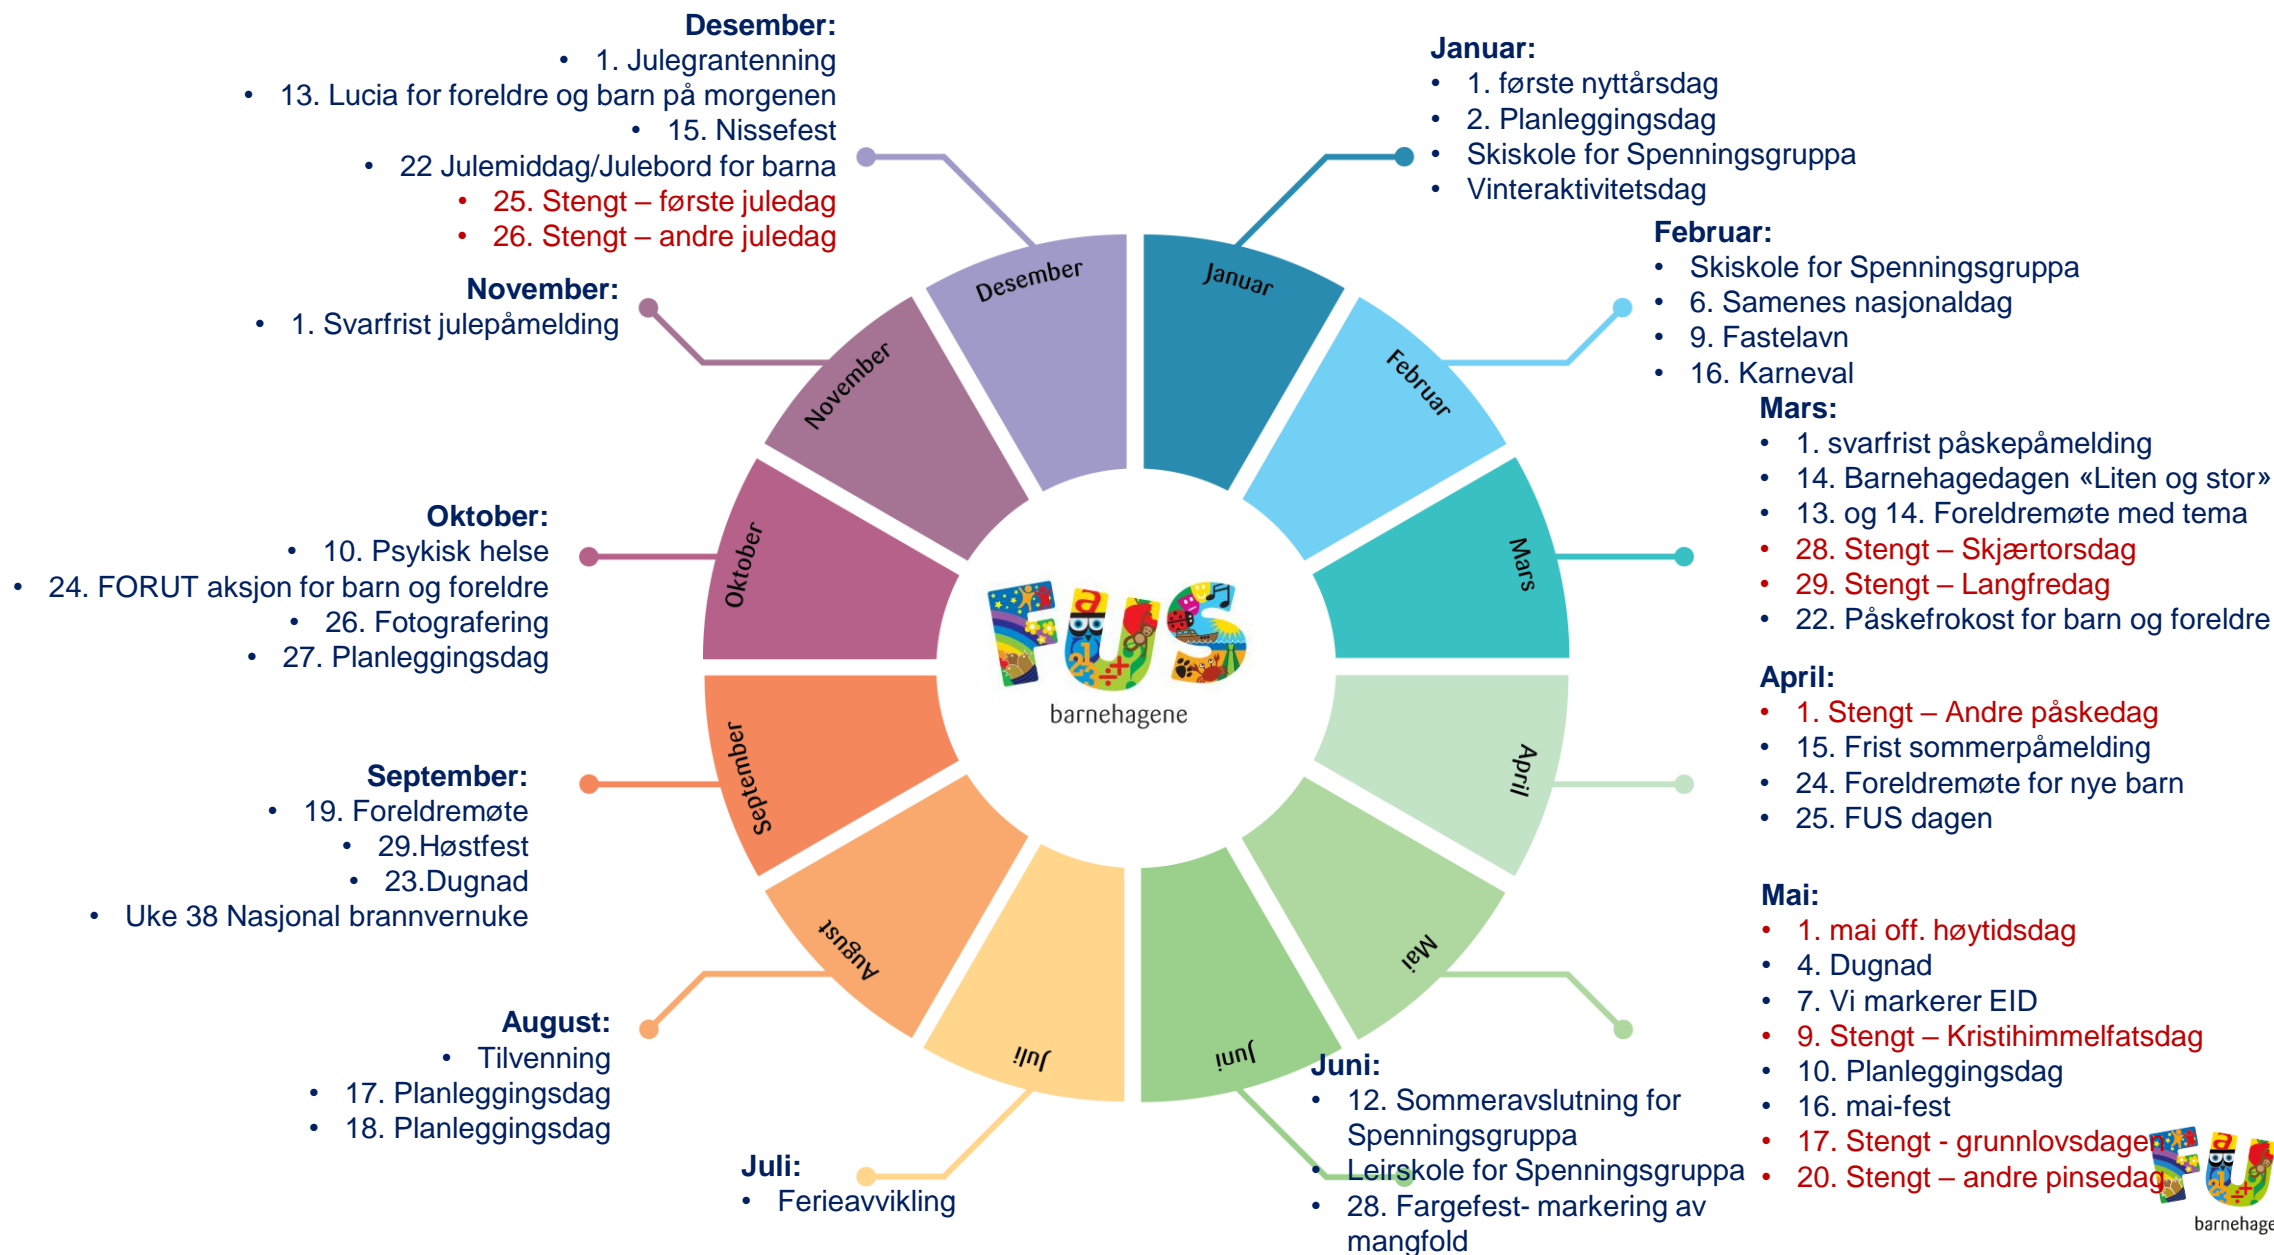 Desember:
• 1. Julegrantenning
• 13. Lucia for foreldre og barn på morgenen
• 15. Nissefest
• 22 Julemiddag/Julebord for barna
• 25. Stengt – første juledag
• 26. Stengt – andre juledag
November:
• 1. Svarfrist julepåmelding
Oktober:
• 10. Psykisk helse
• 24. FORUT aksjon for barn og foreldre
• 26. Fotografering
• 27. Planleggingsdag
September:
• 19. Foreldremøte
• 29.Høstfest
• 23.Dugnad
• Uke 38 Nasjonal brannvernuke
August:
• Tilvenning
• 17. Planleggingsdag
• 18. Planleggingsdag
Juli:
• Ferieavvikling
Januar
Februar
Mars
April
Mai
Juni
Juli
August
September
Oktober
November
Desember
FUS
barnehagene
Januar:
• 1. første nyttårsdag
• 2. Planleggingsdag
• Skiskole for Spenningsgruppa
• Vinteraktivitetsdag
Februar:
• Skiskole for Spenningsgruppa
• 6. Samenes nasjonaldag
• 9. Fastelavn
• 16. Karneval
Mars:
• 1. svarfrist påskepåmelding
• 14. Barnehagedagen «Liten og stor»
• 13. og 14. Foreldremøte med tema
• 28. Stengt – Skjærtorsdag
• 29. Stengt – Langfredag
• 22. Påskefrokost for barn og foreldre
April:
• 1. Stengt – Andre påskedag
• 15. Frist sommerpåmelding
• 24. Foreldremøte for nye barn
• 25. FUS dagen
Mai:
• 1. mai off. høytidsdag
• 4. Dugnad
• 7. Vi markerer EID
• 9. Stengt – Kristihimmelfatsdag
• 10. Planleggingsdag
• 16. mai-fest
• 17. Stengt - grunnlovsdagen
• 20. Stengt – andre pinsedag
Juni:
• 12. Sommeravslutning for
Spenningsgruppa
• Leirskole for Spenningsgruppa
• 28. Fargefest- markering av
mangfold
FU
barnehage